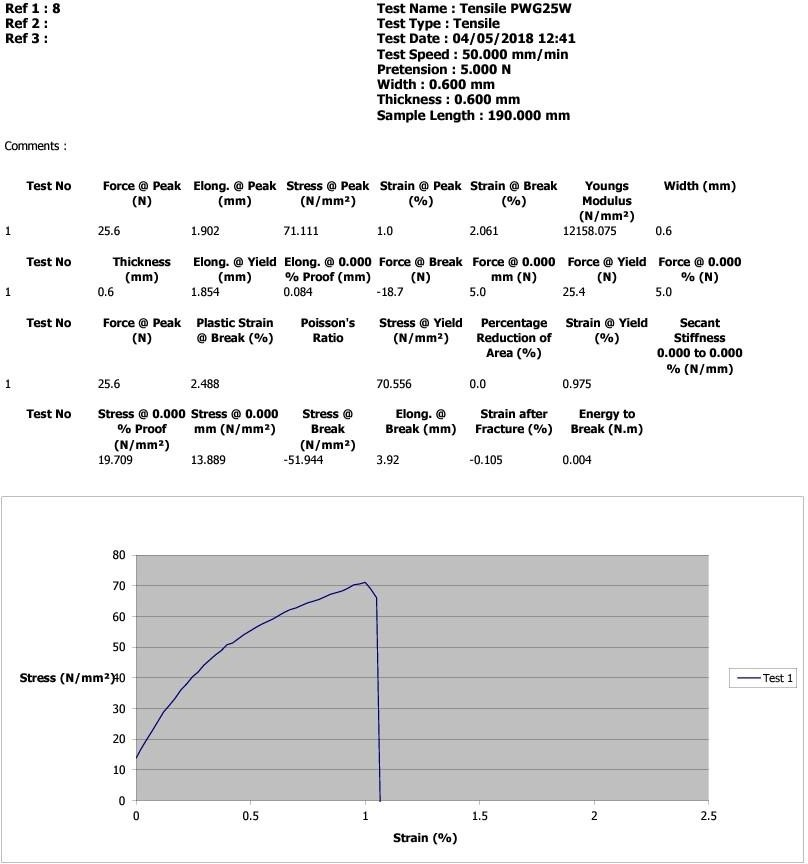 Ref 1 : 8
Ref 2 :
Ref 3 :
Test Name : Tensile PWG25W
Test Type : Tensile
Test Date : 04/05/2018 12:41
Test Speed : 50.000 mm/min
Pretension : 5.000 N
Width : 0.600 mm
Thickness : 0.600 mm
Sample Length : 190.000 mm
Comments :
Test No Force @ Peak Elong. @ Peak Stress @ Peak Strain @ Peak Strain @ Break Youngs Width (mm)
(N) (mm) (N/mm²) (%) (%) Modulus
(N/mm²)
1 25.6 1.902 71.111 1.0 2.061 12158.075 0.6
Test No Thickness Elong. @ Yield Elong. @ 0.000 Force @ Break Force @ 0.000 Force @ Yield Force @ 0.000
(mm) (mm) % Proof (mm) (N) mm (N) (N) % (N)
1 0.6 1.854 0.084 -18.7 5.0 25.4 5.0
Test No Force @ Peak Plastic Strain Poisson's Stress @ Yield Percentage Strain @ Yield Secant
(N) @ Break (%) Ratio (N/mm²) Reduction of (%) Stiffness
Area (%) 0.000 to 0.000
% (N/mm)
1 25.6 2.488 70.556 0.0 0.975
Test No Stress @ 0.000 Stress @ 0.000 Stress @ Elong. @ Strain after Energy to
% Proof mm (N/mm²) Break Break (mm) Fracture (%) Break (N.m)
(N/mm²) (N/mm²)
19.709 13.889 -51.944 3.92 -0.105 0.004
80
70
60
50
Stress (N/mm²) 40
30
20
10
0
0 0.5 1 1.5 2 2.5
Strain (%)
Test 1